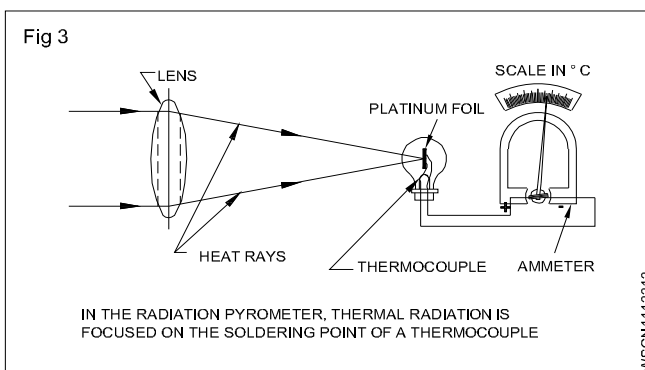 Fig 3
LENS
SCALE IN ° C
PLATINUM FOIL
+
-
HEAT RAYS
THERMOCOUPLE
AMMETER
IN THE RADIATION PYROMETER, THERMAL RADIATION IS
FOCUSED ON THE SOLDERING POINT OF A THERMOCOUPLE